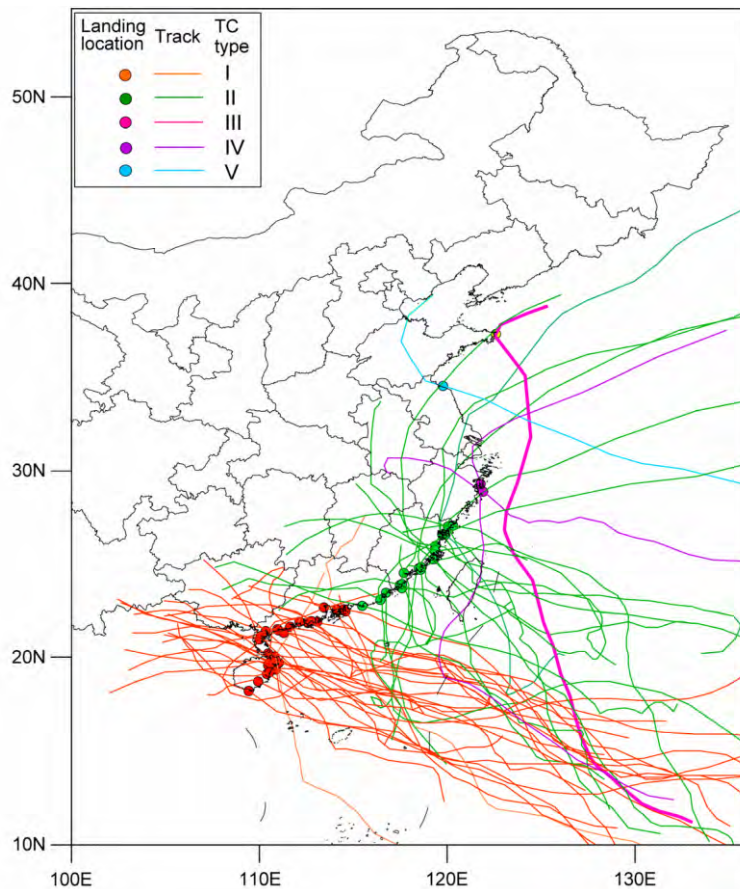 Landing location Track TC type
I
II
III
IV
V
50N
40N
30N
20N
10N
100E 110E 120E 130E